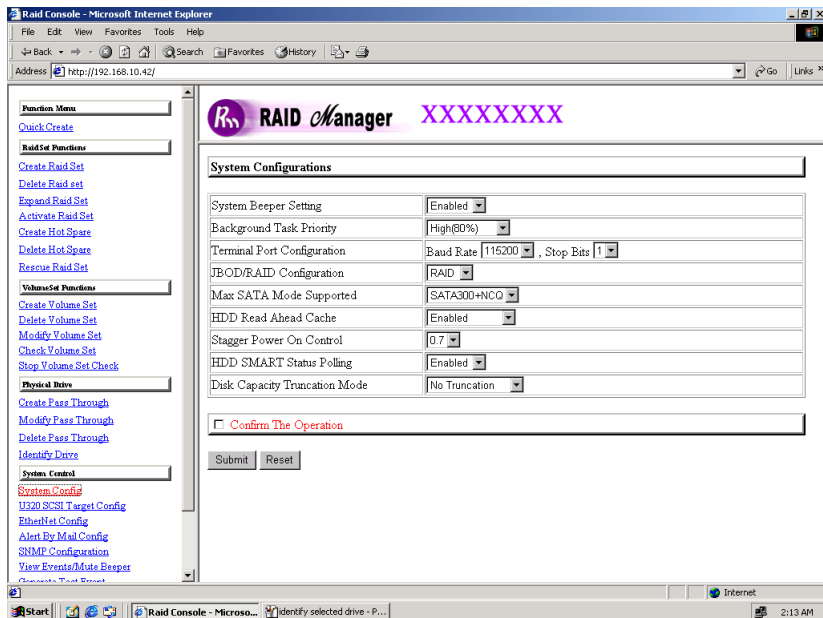 Raid Console - Microsoft Internet Explorer
File Edit View Favorites Tools Help
Back Search Favorites History
Address http://192.168.10.42/ Go Links »
Function Menu
Quick Create
Raid Set Functions
Create Raid Set
Delete Raid set
Expand Raid Set
Activate Raid Set
Create Hot Spare
Delete Hot Spare
Rescue Raid Set
VolumeSet Functions
Create Volume Set
Delete Volume Set
Modify Volume Set
Check Volume Set
Stop Volume Set Check
Physical Drive
Create Pass Through
Modify Pass Through
Delete Pass Through
Identify Drive
System Control
System Config
U320 SCSI Target Config
EtherNet Config
Alert By Mail Config
SNMP Configuration
View Events/Mute Beeper
Generate Test Event
RM RAID Manager XXXXXXXX
System Configurations
System Beeper Setting Enabled
Background Task Priority High(80%)
Terminal Port Configuration Baud Rate 115200 , Stop Bits 1
JBOD/RAID Configuration RAID
Max SATA Mode Supported SATA300+NCQ
HDD Read Ahead Cache Enabled
Stagger Power On Control 0.7
HDD SMART Status Polling Enabled
Disk Capacity Truncation Mode No Truncation
Confirm The Operation
Submit Reset
Internet
Start Raid Console - Microso... identify selected drive - P... 2:13 AM